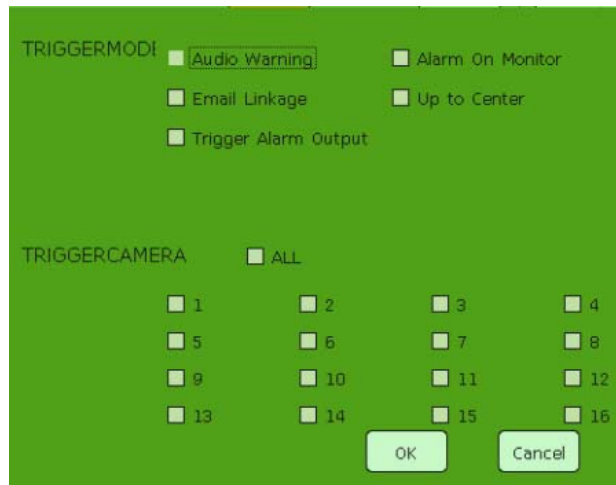 TRIGGERMODE Audio Warning Alarm On Monitor
Email Linkage Up to Center
Trigger Alarm Output
TRIGGERCAMERA ALL
1 2 3 4
5 6 7 8
9 10 11 12
13 14 15 16
OK Cancel